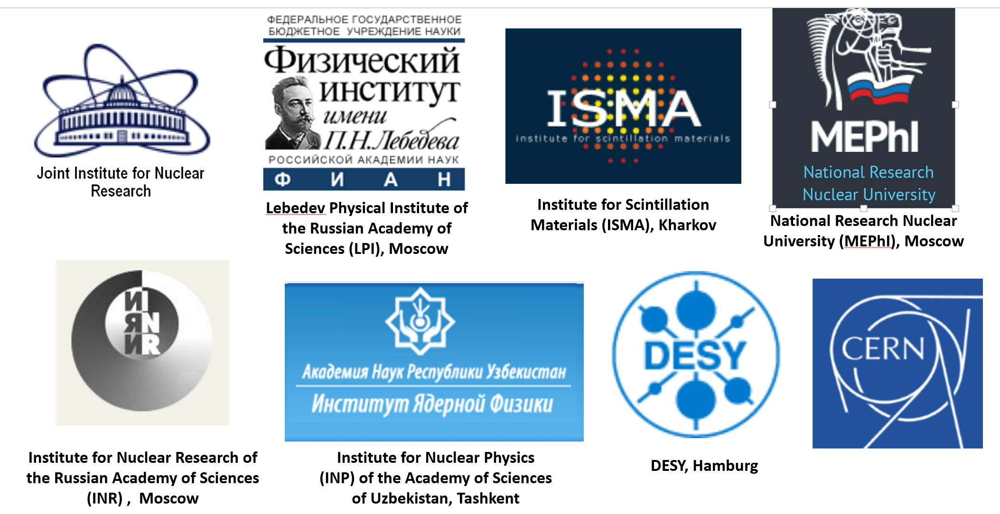 Joint Institute for Nuclear
Research
ФЕДЕРАЛЬНОЕ ГОСУДАРСТВЕННОЕ
БЮДЖЕТНОЕ УЧРЕЖДЕНИЕ НАУКИ
Физический
институт
имени
П.Н.Лебедева
РОССИЙСКОЙ АКАДЕМИИ НАУК
Ф И А Н
Lebedev Physical Institute of
the Russian Academy of
Sciences (LPI), Moscow
ISMA
institute for scintillation materials
Institute for Scintillation
Materials (ISMA), Kharkov
MEPhI
National Research
Nuclear University
National Research Nuclear
University (MEPhI), Moscow
ИI
ЯN
ИR
Institute for Nuclear Research of
the Russian Academy of Sciences
(INR) , Moscow
Академия Наук Республики Узбекистан
Институт Ядерной Физики
Institute for Nuclear Physics
(INP) of the Academy of Sciences
of Uzbekistan, Tashkent
DESY
DESY, Hamburg
CERN